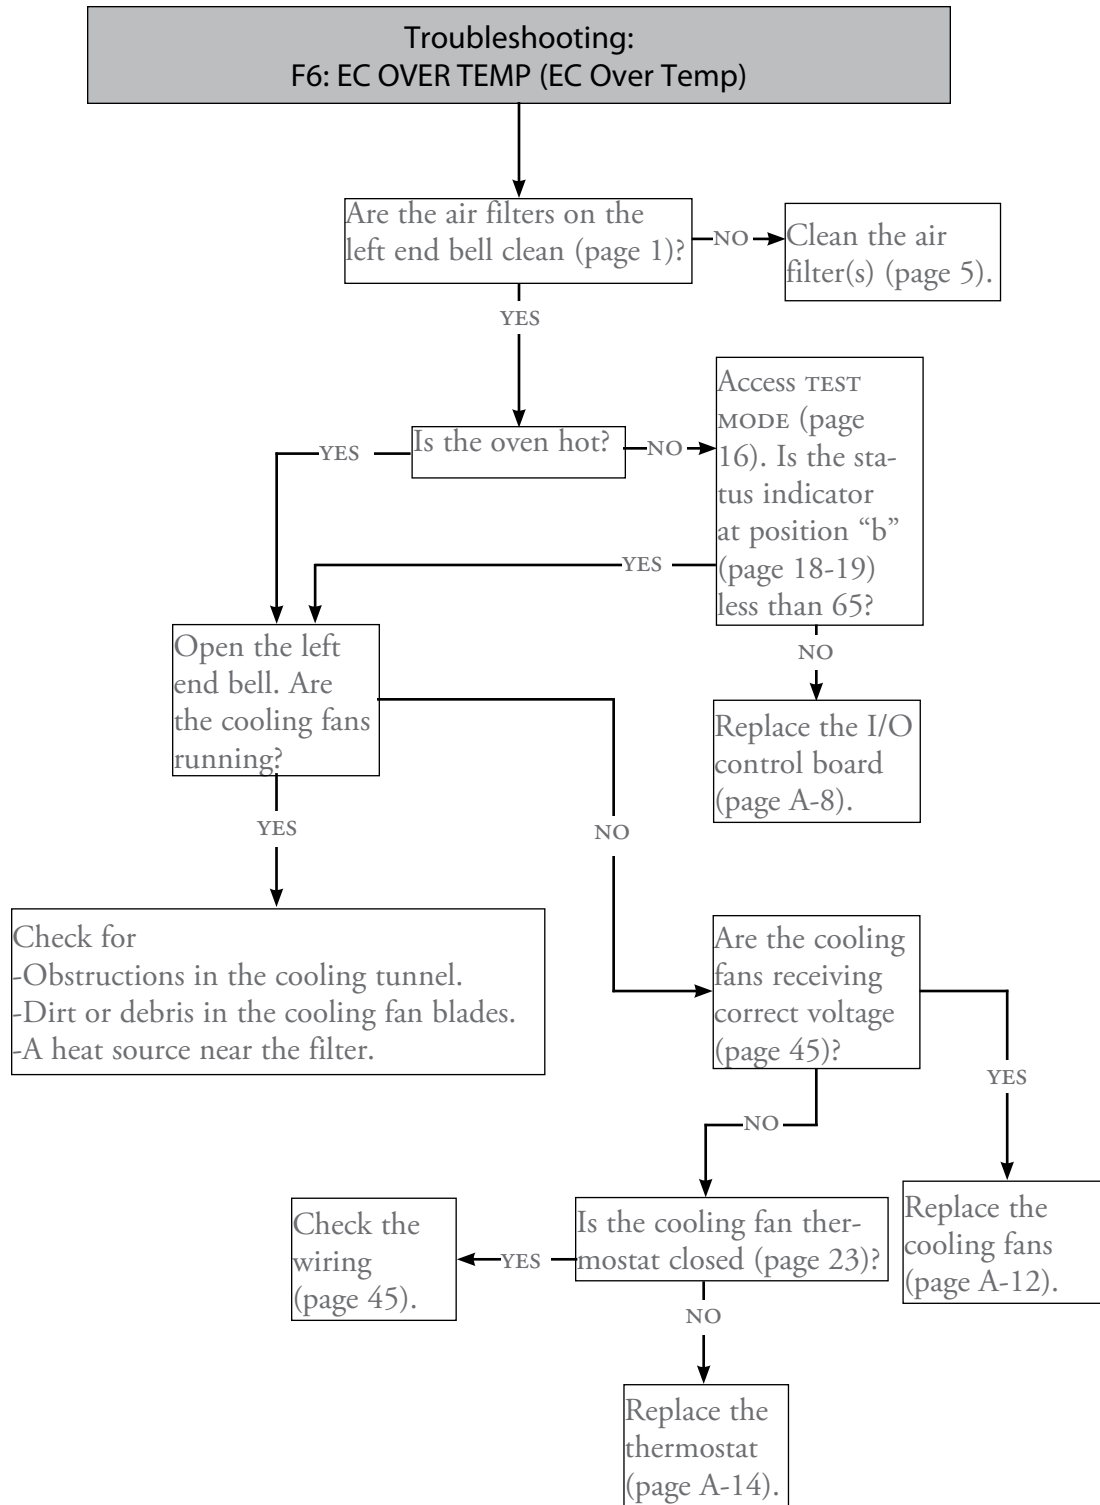 Troubleshooting:
F6: EC OVER TEMP (EC Over Temp)
Are the air filters on the
left end bell clean (page 1)?
NO
Clean the air
filter(s) (page 5).
YES
Is the oven hot?
YES
NO
Access TEST
MODE (page
16). Is the sta-
tus indicator
at position “b”
(page 18-19)
less than 65?
YES
NO
Replace the I/O
control board
(page A-8).
Open the left
end bell. Are
the cooling fans
running?
YES
NO
Check for
-Obstructions in the cooling tunnel.
-Dirt or debris in the cooling fan blades.
-A heat source near the filter.
Are the cooling
fans receiving
correct voltage
(page 45)?
YES
NO
Replace the
cooling fans
(page A-12).
Is the cooling fan ther-
mostat closed (page 23)?
YES
Check the
wiring
(page 45).
NO
Replace the
thermostat
(page A-14).